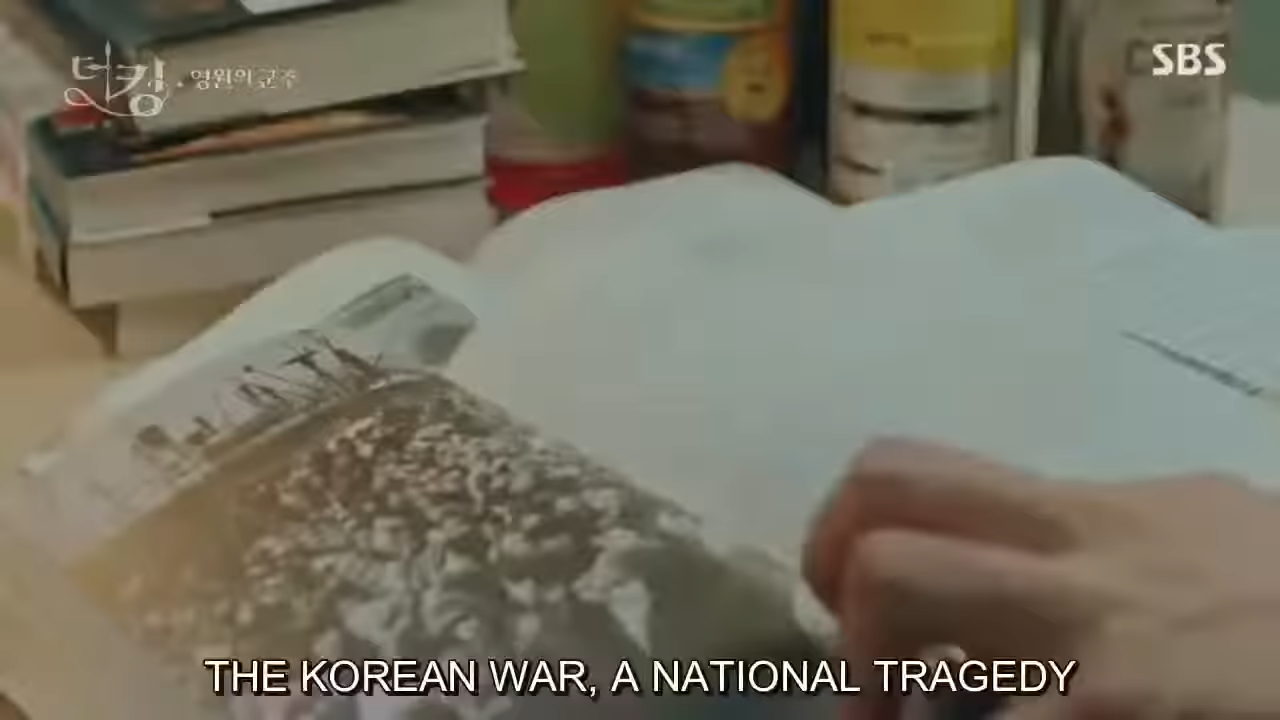 더킹 : 영원의 군주
SBS
THE KOREAN WAR, A NATIONAL TRAGEDY